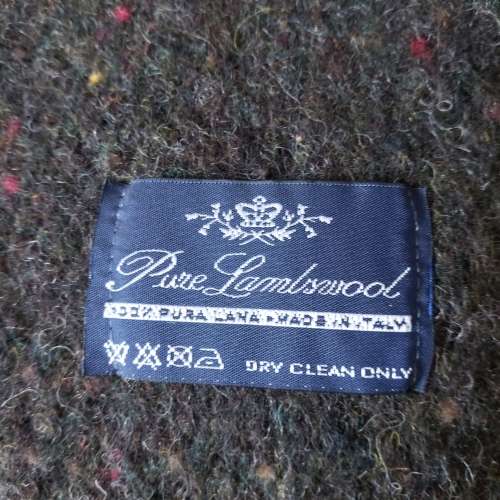 Pure Lambswool
100% PURA LANA ▸ MADE IN ITALY
DRY CLEAN ONLY